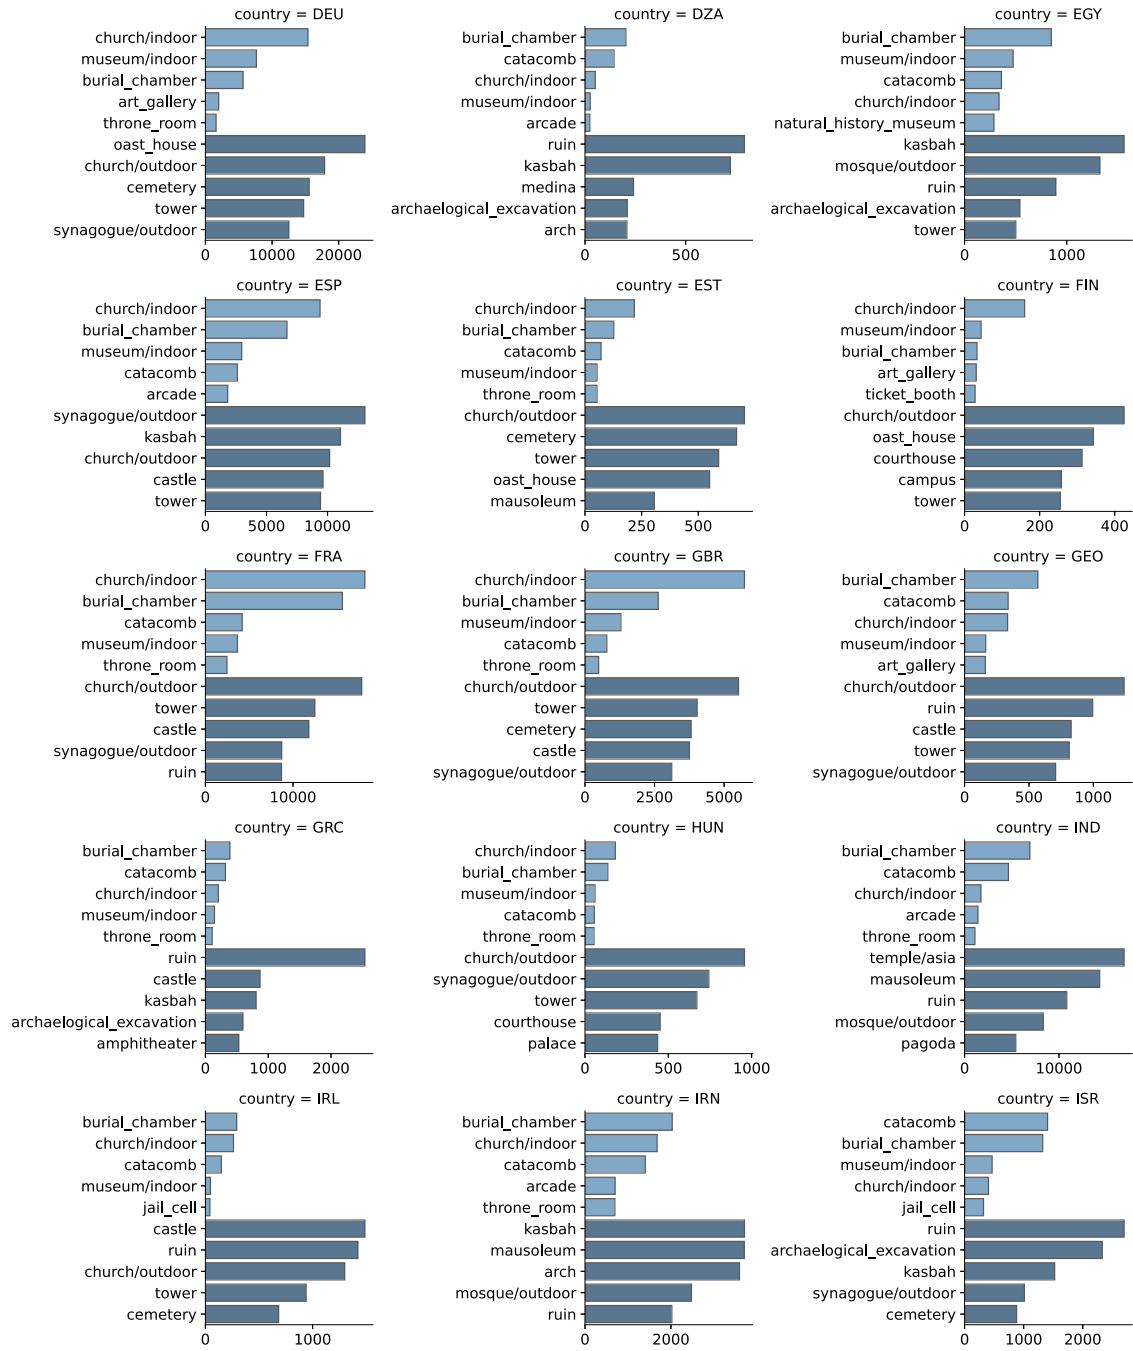 country = DEU
church/indoor
museum/indoor
burial_chamber
art_gallery
throne_room
oast_house
church/outdoor
cemetery
tower
synagogue/outdoor
0 10000 20000
country = DZA
burial_chamber
catacomb
church/indoor
museum/indoor
arcade
ruin
kasbah
medina
archaelogical_excavation
arch
0 500
country = EGY
burial_chamber
museum/indoor
catacomb
church/indoor
natural_history_museum
kasbah
mosque/outdoor
ruin
archaelogical_excavation
tower
0 1000
country = ESP
church/indoor
burial_chamber
museum/indoor
catacomb
arcade
synagogue/outdoor
kasbah
church/outdoor
castle
tower
0 5000 10000
country = EST
church/indoor
burial_chamber
catacomb
museum/indoor
throne_room
church/outdoor
cemetery
tower
oast_house
mausoleum
0 250 500
country = FIN
church/indoor
museum/indoor
burial_chamber
art_gallery
ticket_booth
church/outdoor
oast_house
courthouse
campus
tower
0 200 400
country = FRA
church/indoor
burial_chamber
catacomb
museum/indoor
throne_room
church/outdoor
tower
castle
synagogue/outdoor
ruin
0 10000
country = GBR
church/indoor
burial_chamber
museum/indoor
catacomb
throne_room
church/outdoor
tower
cemetery
castle
synagogue/outdoor
0 2500 5000
country = GEO
burial_chamber
catacomb
church/indoor
museum/indoor
art_gallery
church/outdoor
ruin
castle
tower
synagogue/outdoor
0 500 1000
country = GRC
burial_chamber
catacomb
church/indoor
museum/indoor
throne_room
ruin
castle
kasbah
archaelogical_excavation
amphitheater
0 1000 2000
country = HUN
church/indoor
burial_chamber
museum/indoor
catacomb
throne_room
church/outdoor
synagogue/outdoor
tower
courthouse
palace
0 500 1000
country = IND
burial_chamber
catacomb
church/indoor
arcade
throne_room
temple/asia
mausoleum
ruin
mosque/outdoor
pagoda
0 10000
country = IRL
burial_chamber
church/indoor
catacomb
museum/indoor
jail_cell
castle
ruin
church/outdoor
tower
cemetery
0 1000
country = IRN
burial_chamber
church/indoor
catacomb
arcade
throne_room
kasbah
mausoleum
arch
mosque/outdoor
ruin
0 2000
country = ISR
catacomb
burial_chamber
museum/indoor
church/indoor
jail_cell
ruin
archaelogical_excavation
kasbah
synagogue/outdoor
cemetery
0 1000 2000